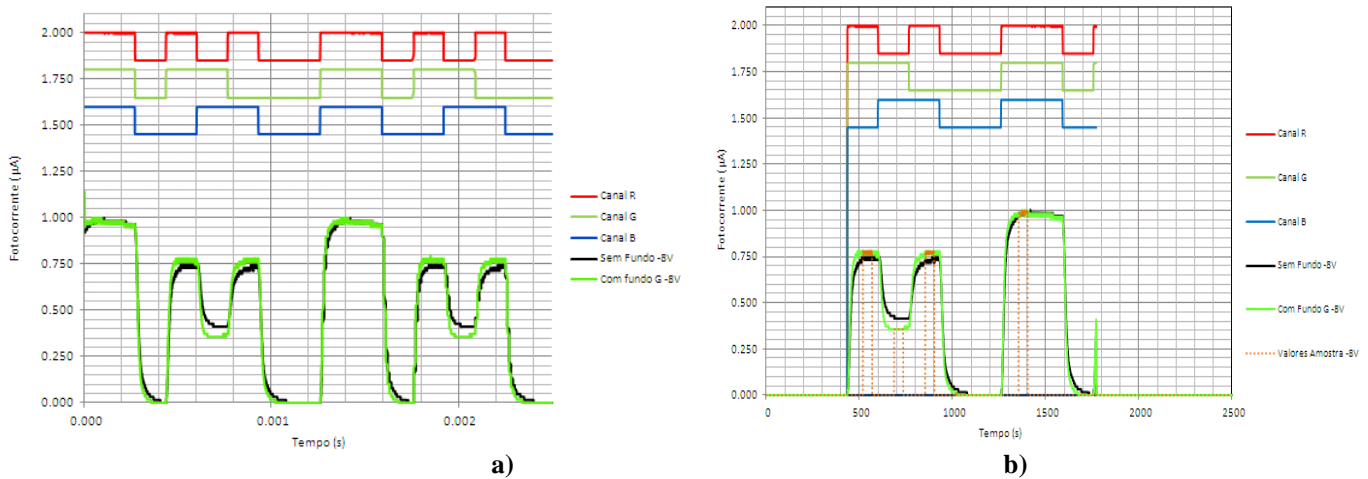 2.000
1.750
1.500
1.250
1.000
0.750
0.500
0.250
0.000
Fotocorrente (µA)
0.000
0.001
0.002
Tempo (s)
Canal R
Canal G
Canal B
Sem Fundo -8V
Com fundo G -8V
a)
2.000
1.750
1.500
1.250
1.000
0.750
0.500
0.250
0.000
Fotocorrente (µA)
0
500
1000
1500
2000
2500
Tempo (s)
Canal R
Canal G
Canal B
Sem Fundo -8V
Com Fundo G -8V
Valores Amostra -8V
b)